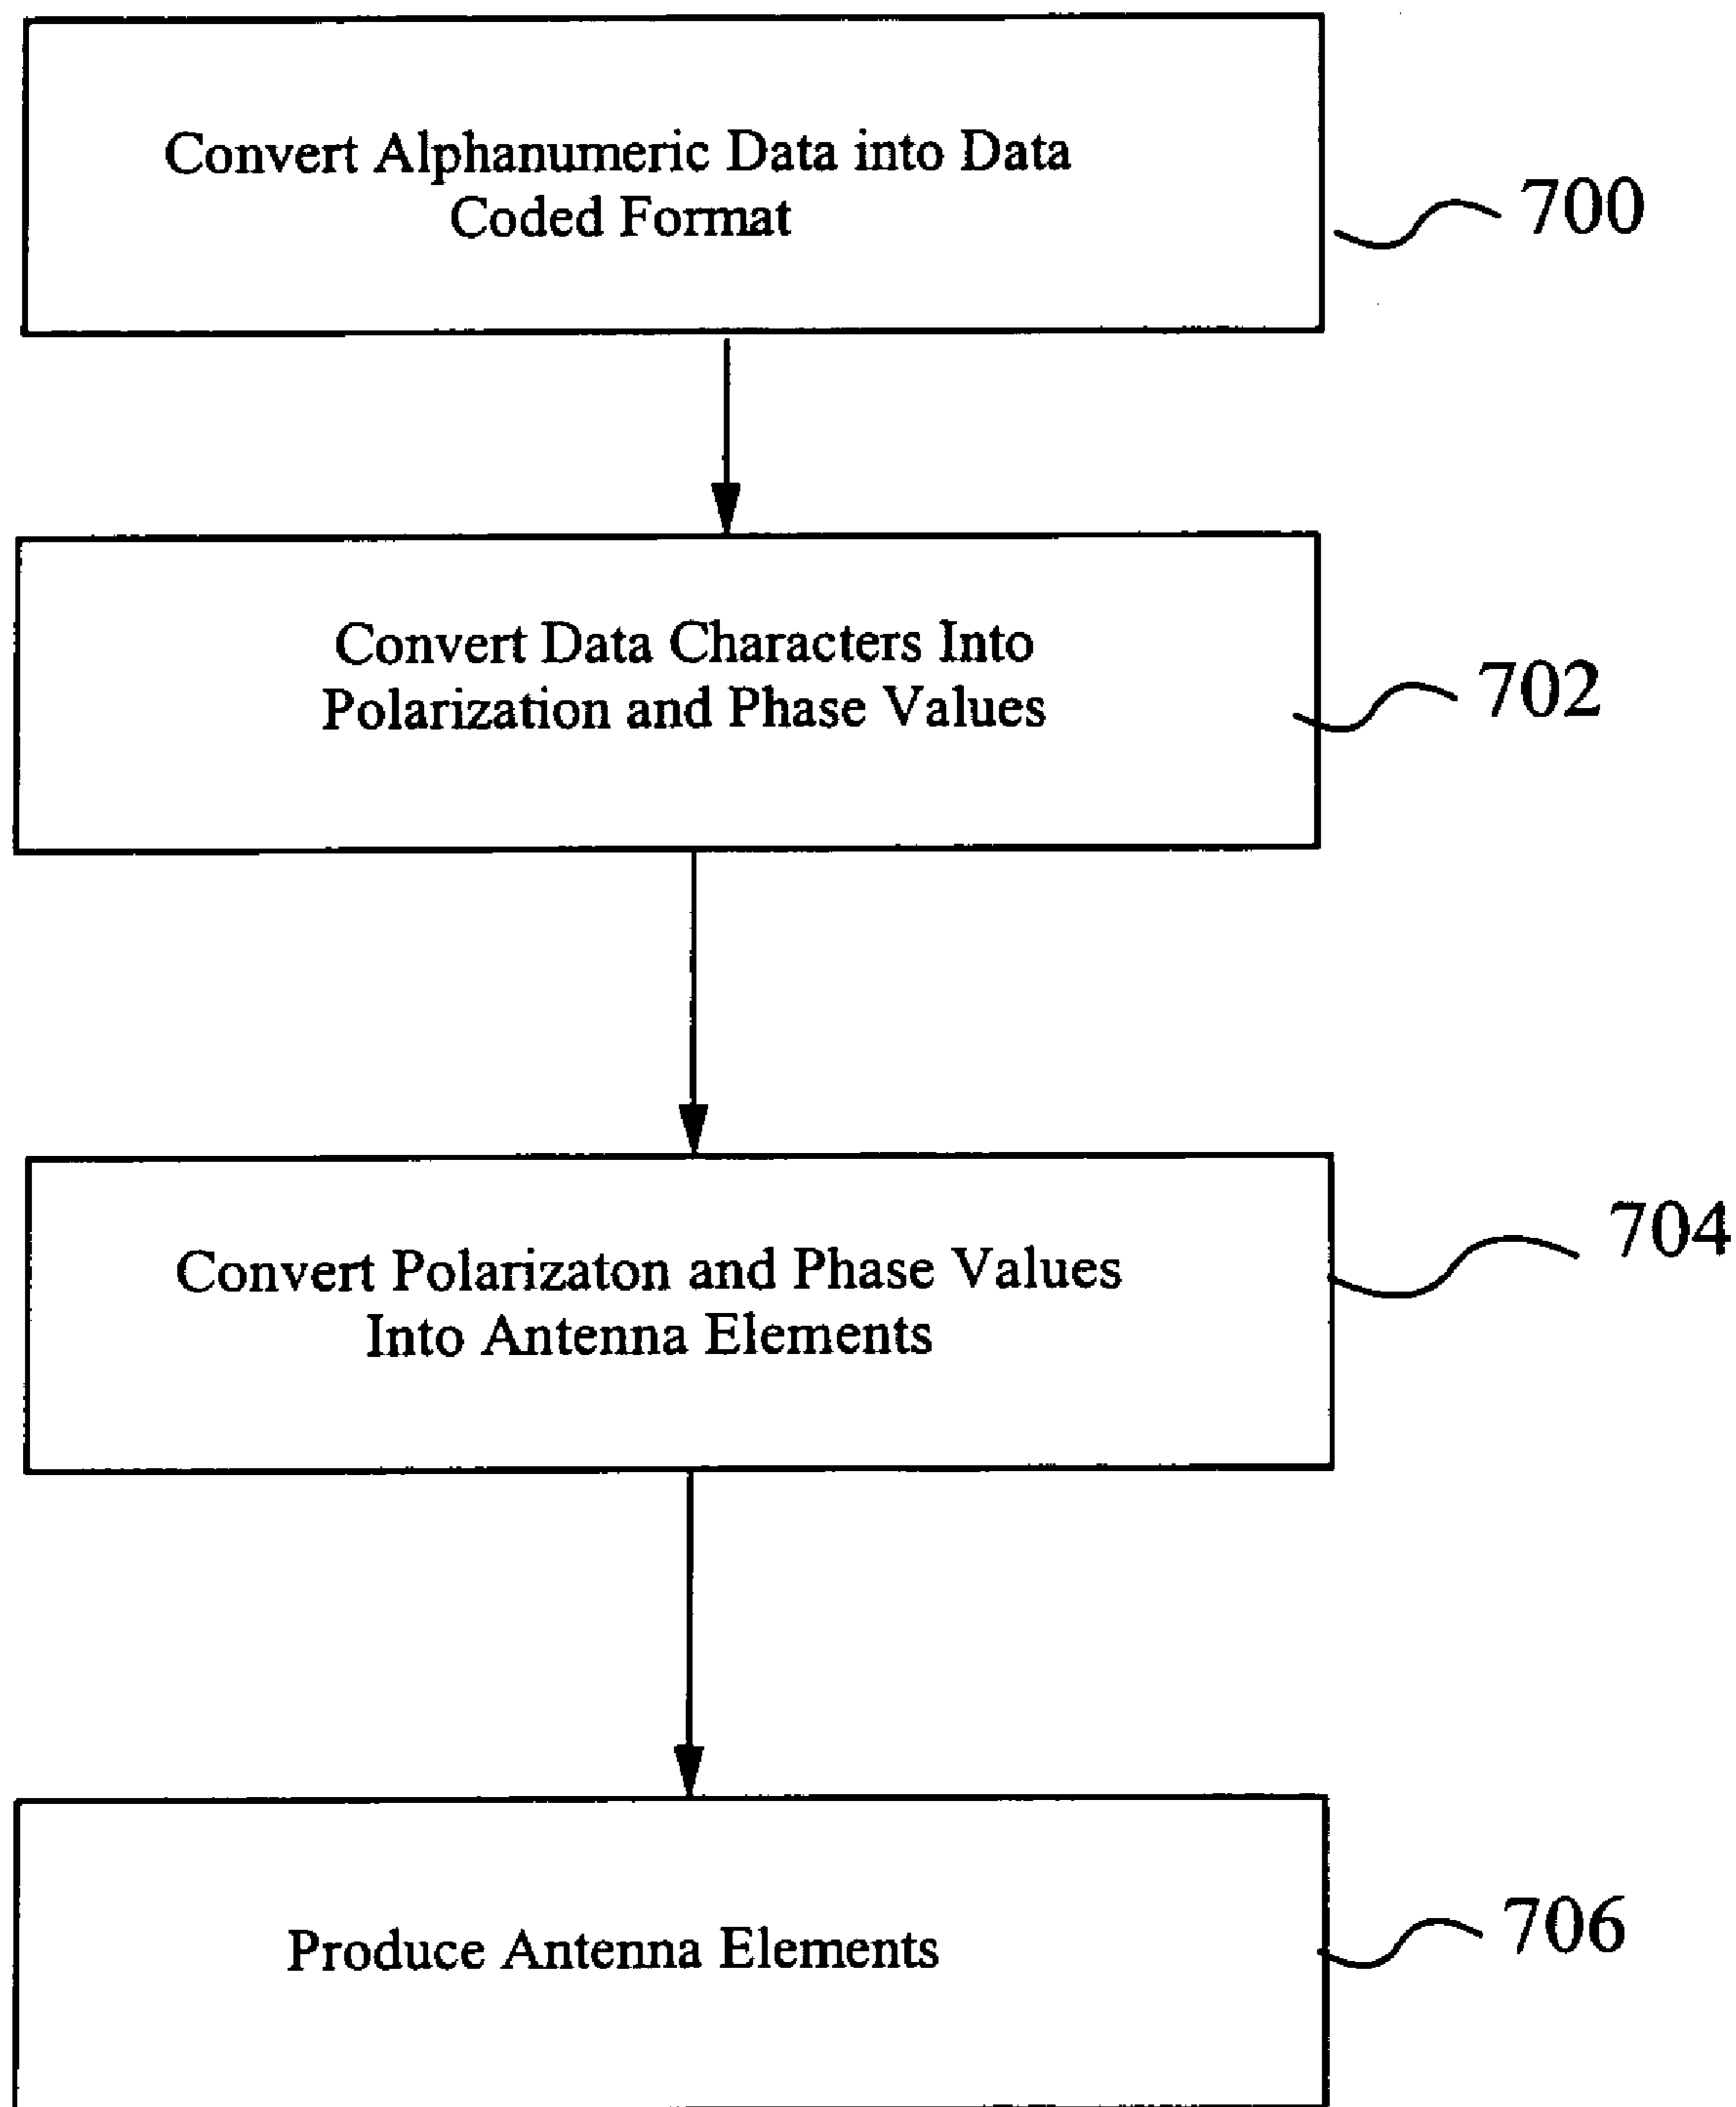 Convert Alphanumeric Data into Data
Coded Format
700
Convert Data Characters Into
Polarization and Phase Values
702
Convert Polarizaton and Phase Values
Into Antenna Elements
704
Produce Antenna Elements
706